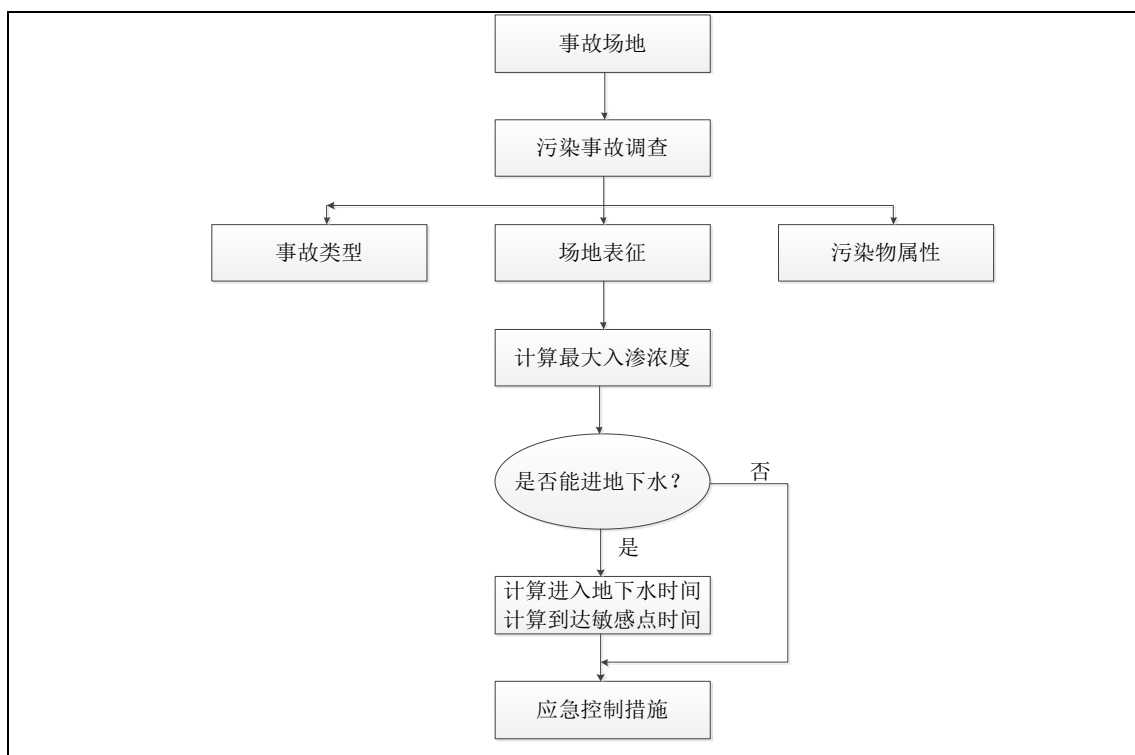 事故场地
污染事故调查
事故类型
场地表征
污染物属性
计算最大入渗浓度
是否能进地下水？
否
是
计算进入地下水时间
计算到达敏感点时间
应急控制措施